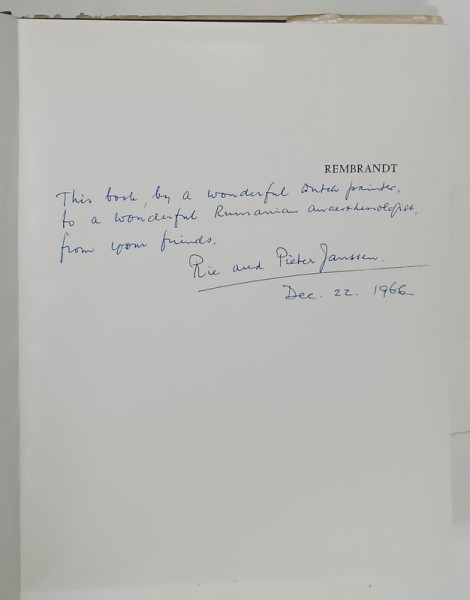 REMBRANDT
This book, by a wonderful Dutch painter,
to a wonderful Rumanian anaesthesiologist,
from your friends,
Rie and Pieter Janssen.
Dec. 22. 1966